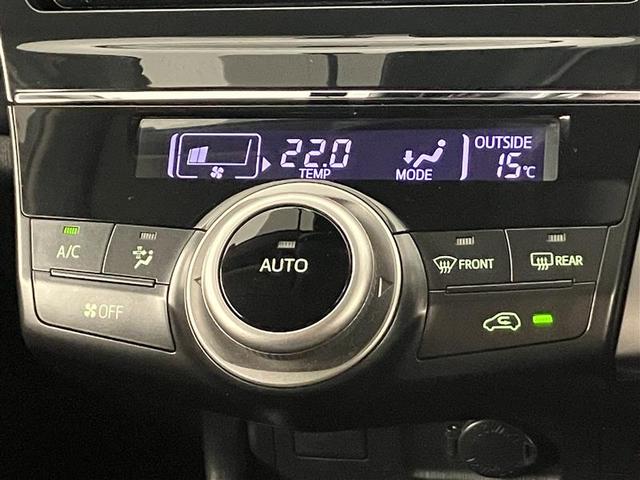 22.0
TEMP
MODE
OUTSIDE
15℃
A/C
AUTO
FRONT
REAR
OFF